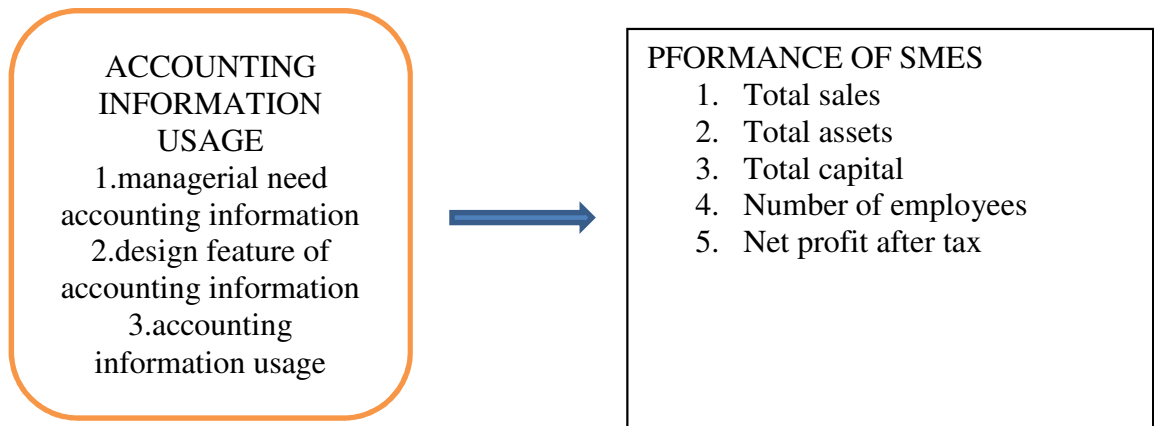 ACCOUNTING
INFORMATION
USAGE
1.managerial need
accounting information
2.design feature of
accounting information
3.accounting
information usage
PFORMANCE OF SMES
1. Total sales
2. Total assets
3. Total capital
4. Number of employees
5. Net profit after tax